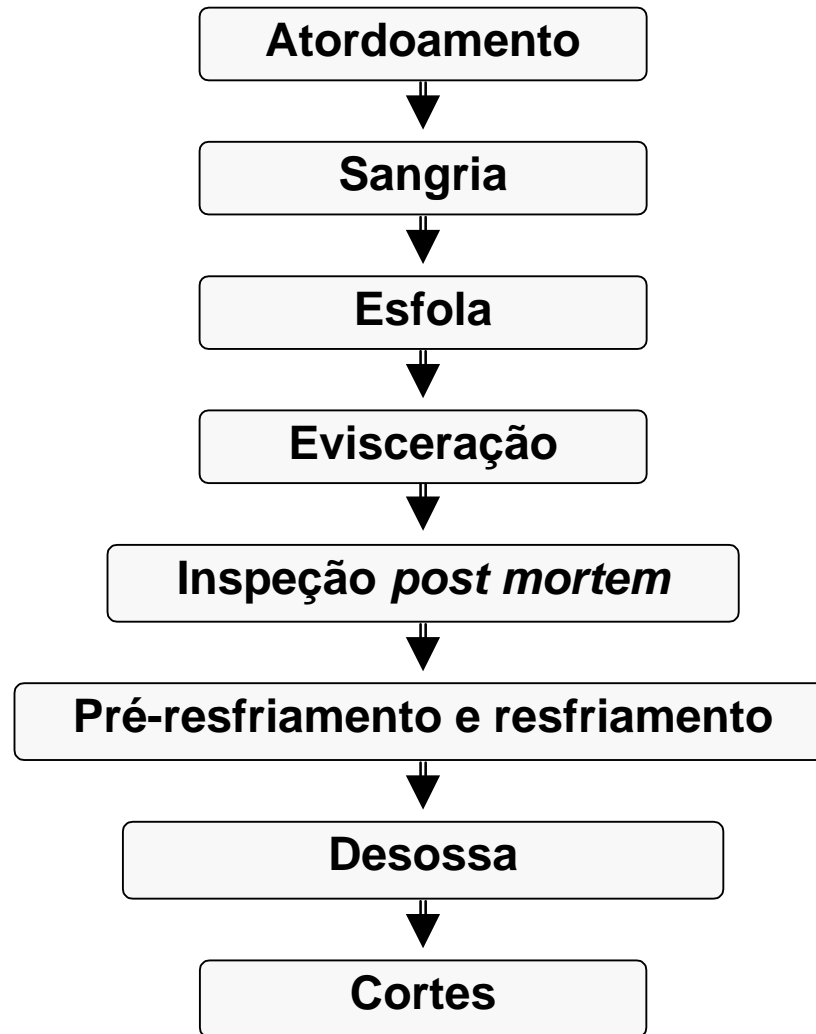 Atordoamento
Sangria
Esfola
Evisceração
Inspeção post mortem
Pré-resfriamento e resfriamento
Desossa
Cortes